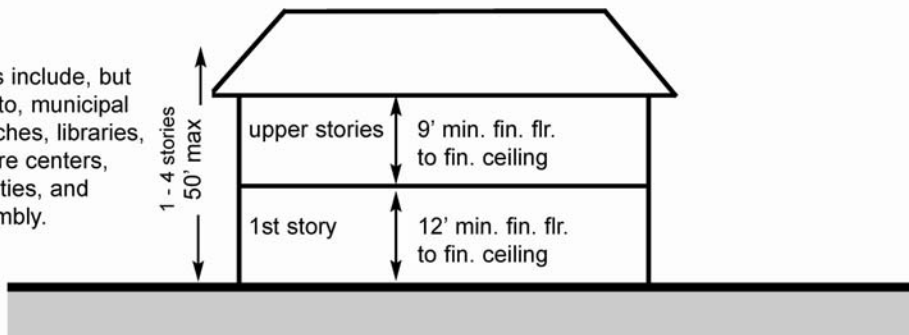 s include, but
to, municipal
ches, libraries,
re centers,
ties, and
mbly.
1 - 4 stories
50' max
upper stories
9' min. fin. flr.
to fin. ceiling
1st story
12' min. fin. flr.
to fin. ceiling